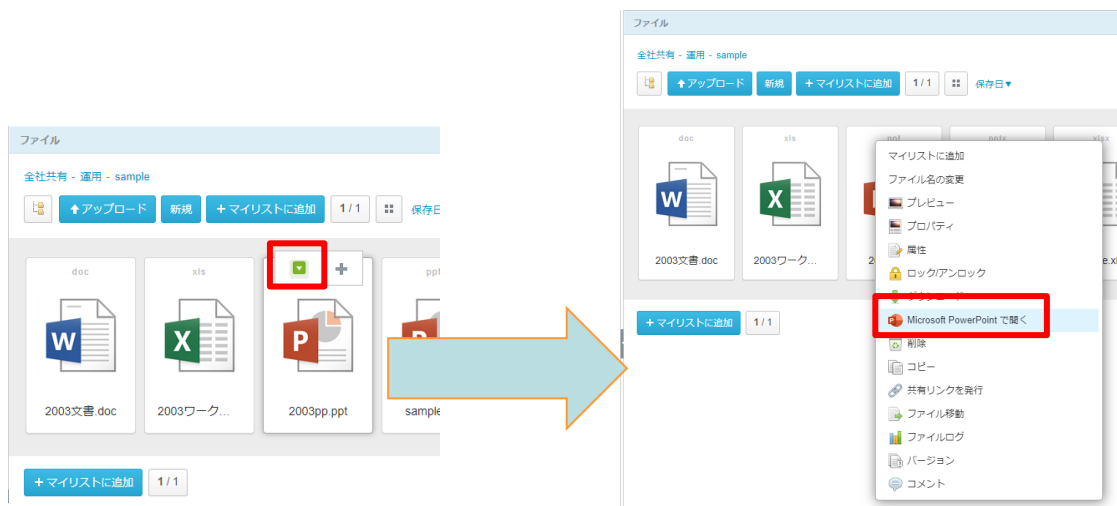 ファイル
全社共有 - 運用 - sample
アップロード 新規 +マイリストに追加 1/1 保存日
doc xls ppt
2003文書.doc 2003ワーク... 2003pp.ppt sample
+マイリストに追加 1/1
ファイル
全社共有 - 運用 - sample
アップロード 新規 +マイリストに追加 1/1 保存日▼
doc xls ppt pptx xlsx
2003文書.doc 2003ワーク...
マイリストに追加
ファイル名の変更
プレビュー
プロパティ
属性
ロック/アンロック
ダウンロード
Microsoft PowerPoint で開く
削除
コピー
共有リンクを発行
ファイル移動
ファイルログ
バージョン
コメント
+マイリストに追加 1/1